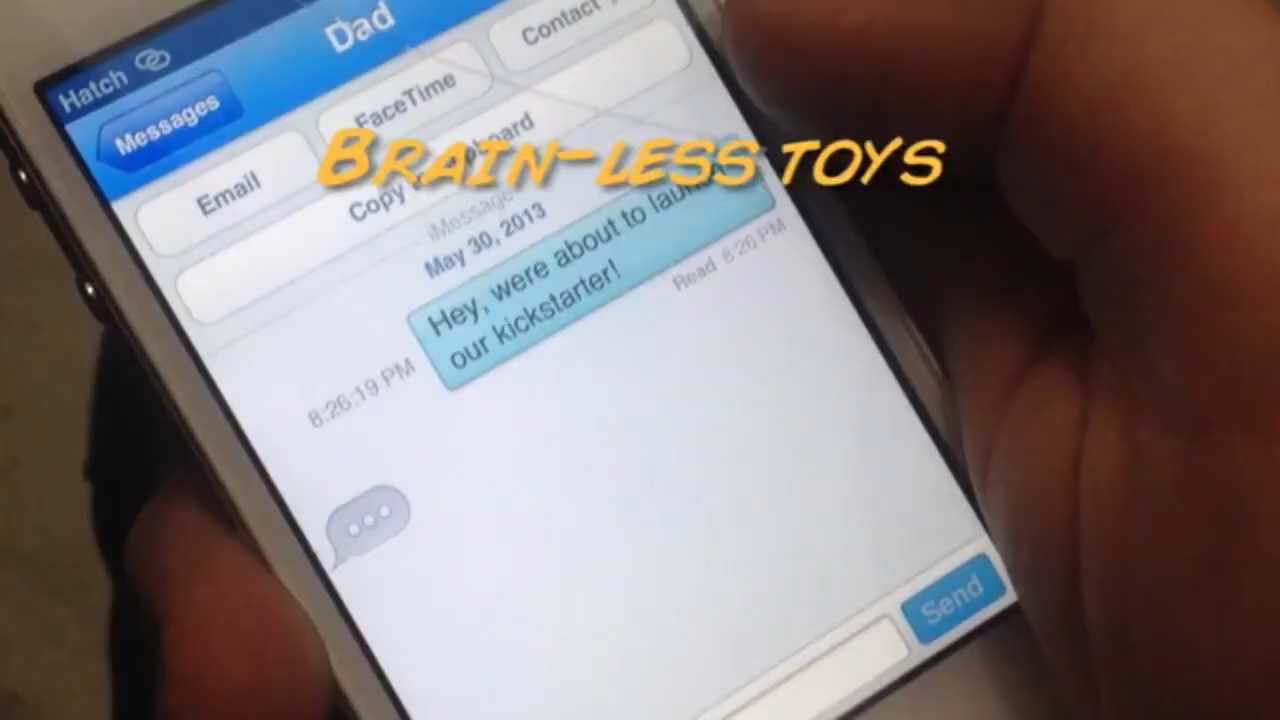 Hatch
Dad
Messages
FaceTime
Contact
Email
Copy
BRAIN-LESS TOYS
iMessage
May 30, 2013
Hey, were about to
our kickstarter!
Read 8:26 PM
8:26:19 PM
Send